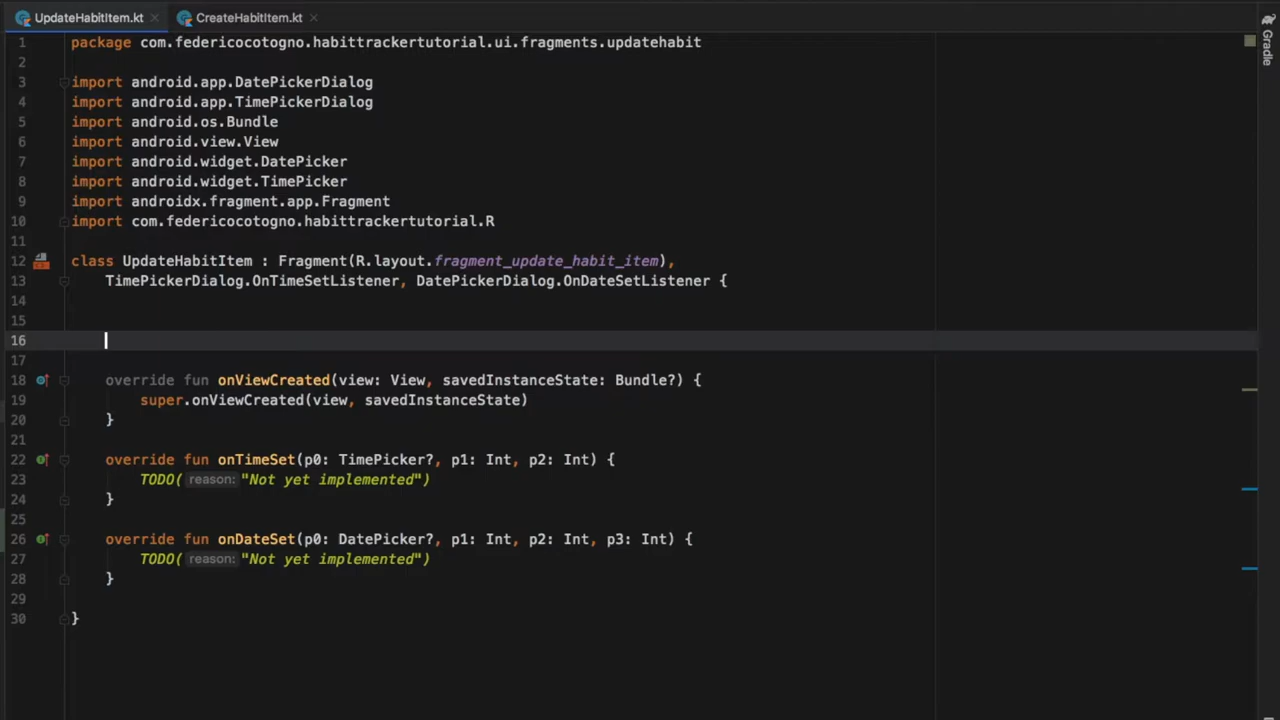 UpdateHabitItem.kt
CreateHabitItem.kt
Gradle
1 package com.federicocotogno.habittrackertutorial.ui.fragments.updatehabit
2
3 import android.app.DatePickerDialog
4 import android.app.TimePickerDialog
5 import android.os.Bundle
6 import android.view.View
7 import android.widget.DatePicker
8 import android.widget.TimePicker
9 import androidx.fragment.app.Fragment
10 import com.federicocotogno.habittrackertutorial.R
11
12 class UpdateHabitItem : Fragment(R.layout.fragment_update_habit_item),
13 TimePickerDialog.OnTimeSetListener, DatePickerDialog.OnDateSetListener {
14
15
16
17
18 override fun onViewCreated(view: View, savedInstanceState: Bundle?) {
19 super.onViewCreated(view, savedInstanceState)
20 }
21
22 override fun onTimeSet(p0: TimePicker?, p1: Int, p2: Int) {
23 TODO( reason: "Not yet implemented")
24 }
25
26 override fun onDateSet(p0: DatePicker?, p1: Int, p2: Int, p3: Int) {
27 TODO( reason: "Not yet implemented")
28 }
29
30 }